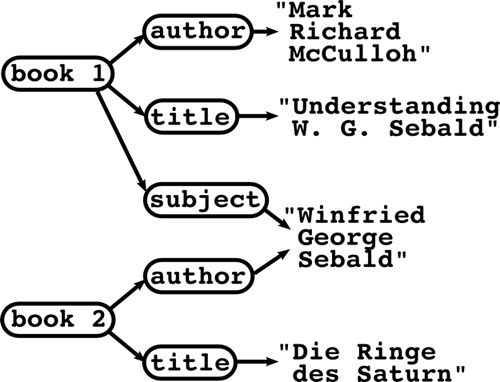 book 1
author
"Mark
Richard
McCulloh"
title
"Understanding
W. G. Sebald"
subject
"Winfried
George
Sebald"
book 2
author
title
"Die Ringe
des Saturn"